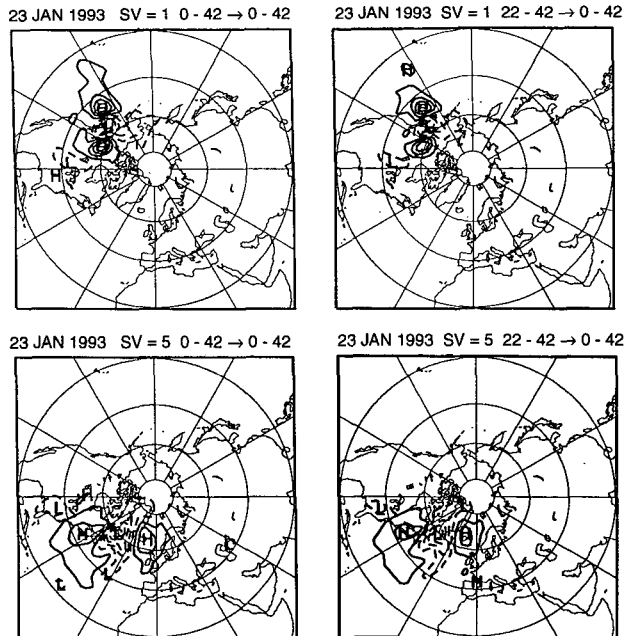 23 JAN 1993 SV = 1 0 - 42 → 0 - 42
23 JAN 1993 SV = 1 22 - 42 → 0 - 42
H
H
H
H
23 JAN 1993 SV = 5 0 - 42 → 0 - 42
23 JAN 1993 SV = 5 22 - 42 → 0 - 42
L
H
L
H
L
H